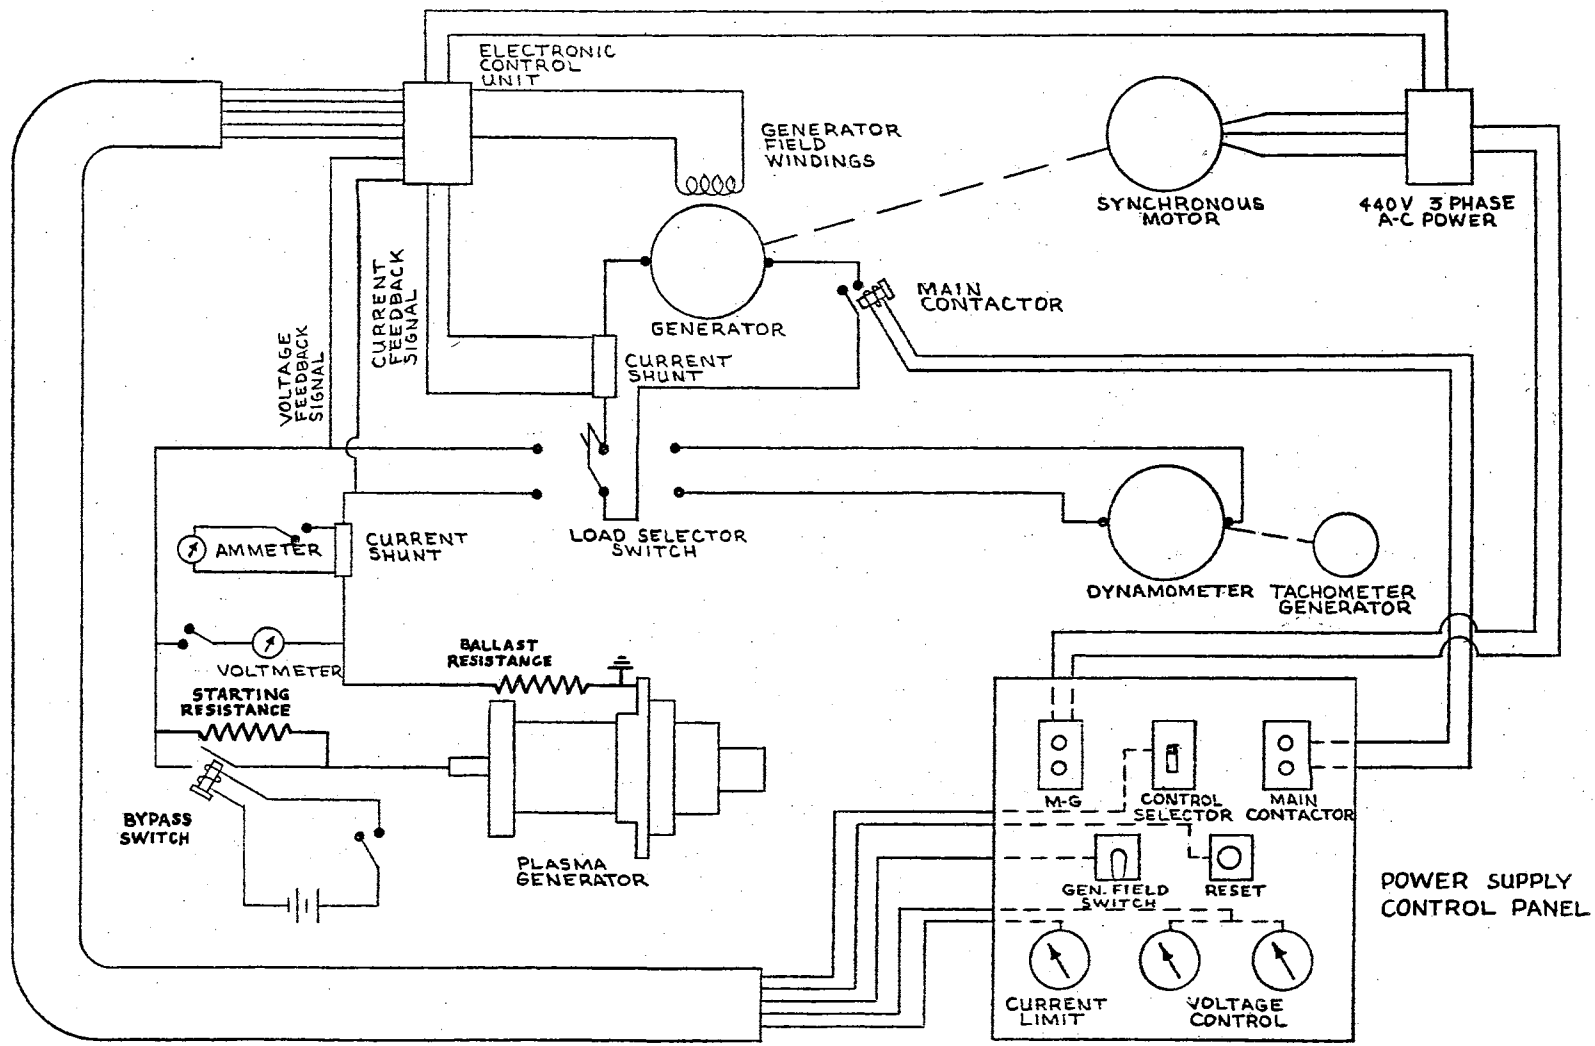 ELECTRONIC
CONTROL
UNIT
GENERATOR
FIELD
WINDINGS
SYNCHRONOUS
MOTOR
440V 3 PHASE
A-C POWER
CURRENT
FEEDBACK
SIGNAL
VOLTAGE
FEEDBACK
SIGNAL
GENERATOR
MAIN
CONTACTOR
CURRENT
SHUNT
LOAD SELECTOR
SWITCH
AMMETER
CURRENT
SHUNT
DYNAMOMETER
TACHOMETER
GENERATOR
VOLTMETER
BALLAST
RESISTANCE
STARTING
RESISTANCE
BYPASS
SWITCH
PLASMA
GENERATOR
M-G
CONTROL
SELECTOR
MAIN
CONTACTOR
GEN. FIELD
SWITCH
RESET
CURRENT
LIMIT
VOLTAGE
CONTROL
POWER SUPPLY
CONTROL PANEL